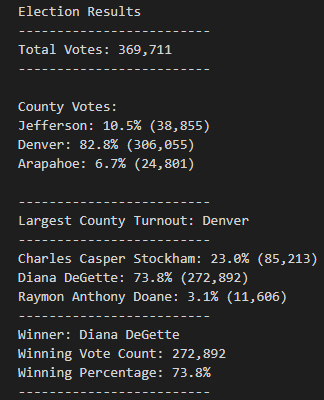 Election Results
-------------------------
Total Votes: 369,711
-------------------------
County Votes:
Jefferson: 10.5% (38,855)
Denver: 82.8% (306,055)
Arapahoe: 6.7% (24,801)
-------------------------
Largest County Turnout: Denver
-------------------------
Charles Casper Stockham: 23.0% (85,213)
Diana DeGette: 73.8% (272,892)
Raymon Anthony Doane: 3.1% (11,606)
-------------------------
Winner: Diana DeGette
Winning Vote Count: 272,892
Winning Percentage: 73.8%
-------------------------